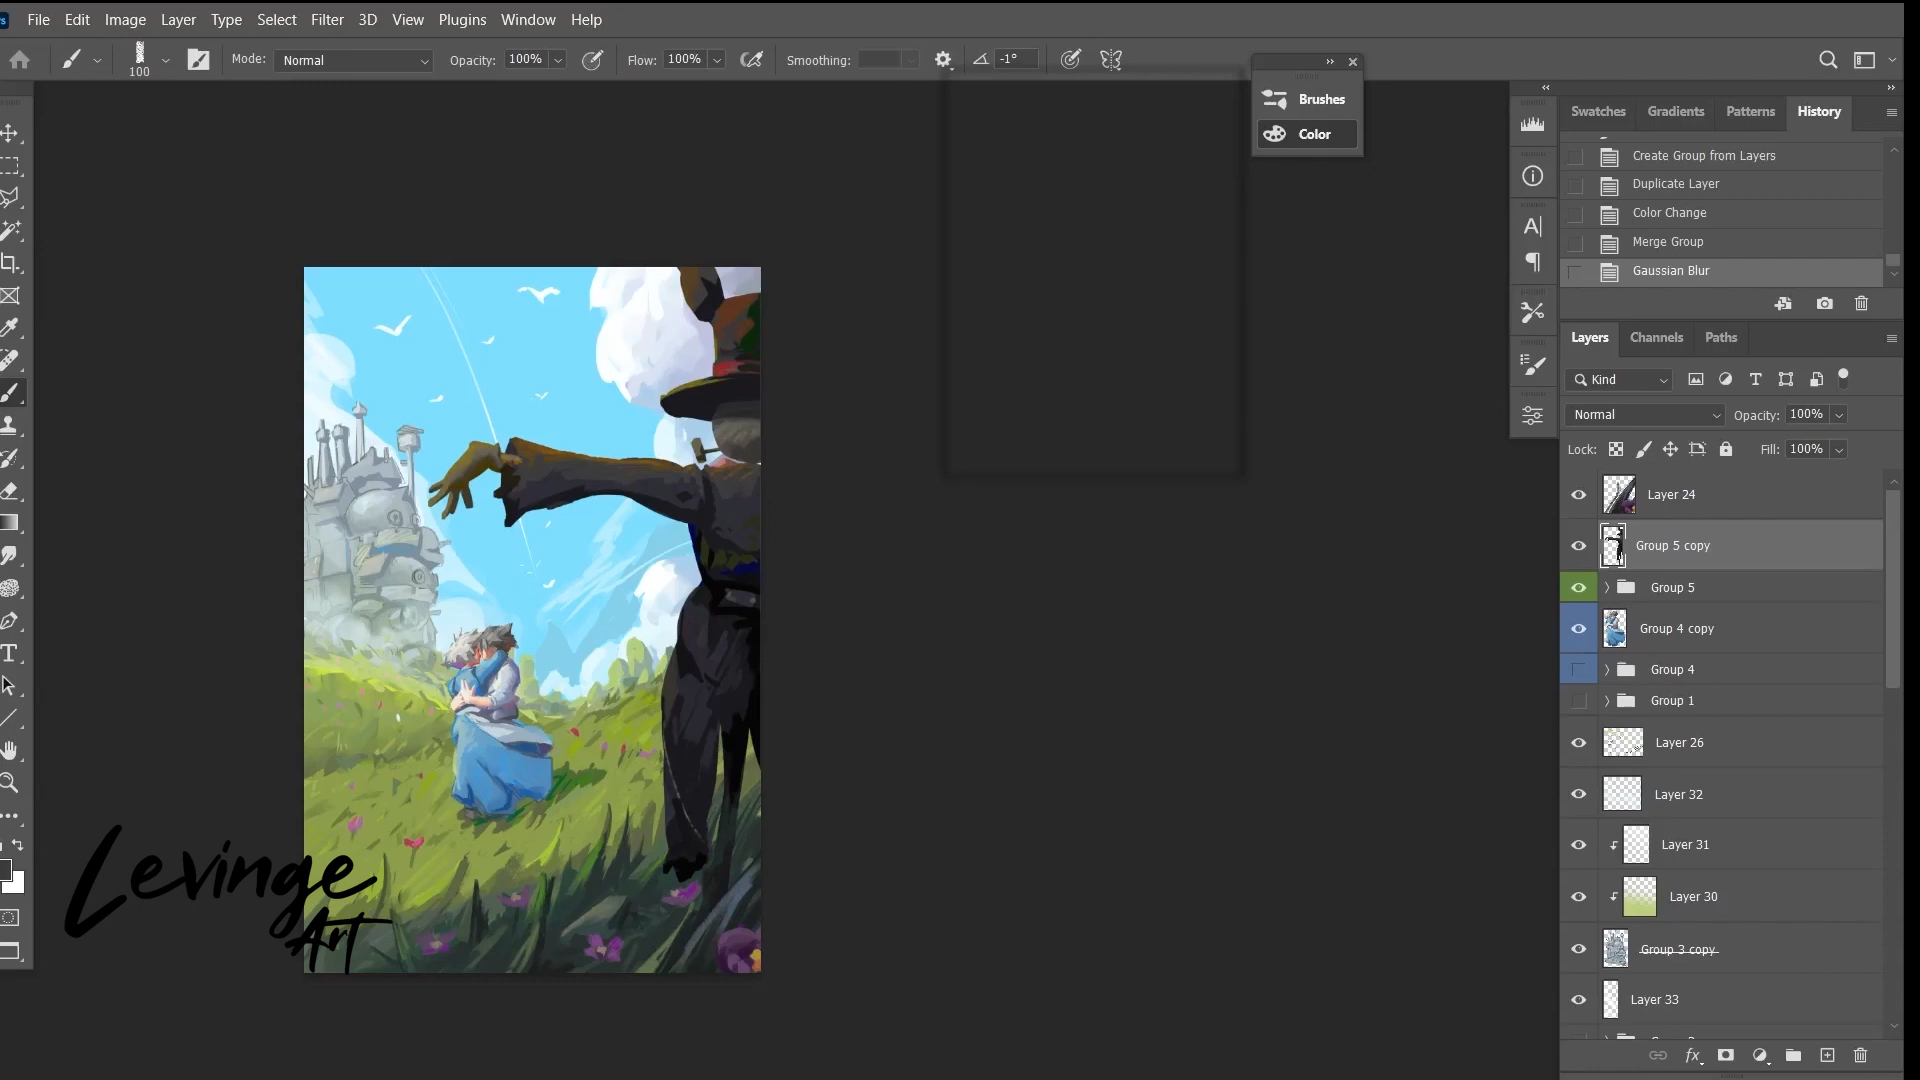 File Edit Image Layer Type Select Filter 3D View Plugins Window Help
100 Mode: Normal Opacity: 100% Flow: 100% Smoothing: -1°
Brushes
Color
Swatches Gradients Patterns History
Create Group from Layers
Duplicate Layer
Color Change
Merge Group
Gaussian Blur
Layers Channels Paths
Kind
Normal Opacity: 100%
Lock: Fill: 100%
Layer 24
Group 5 copy
Group 5
Group 4 copy
Group 4
Group 1
Layer 26
Layer 32
Layer 31
Layer 30
Group 3 copy
Layer 33
Levinge
Art